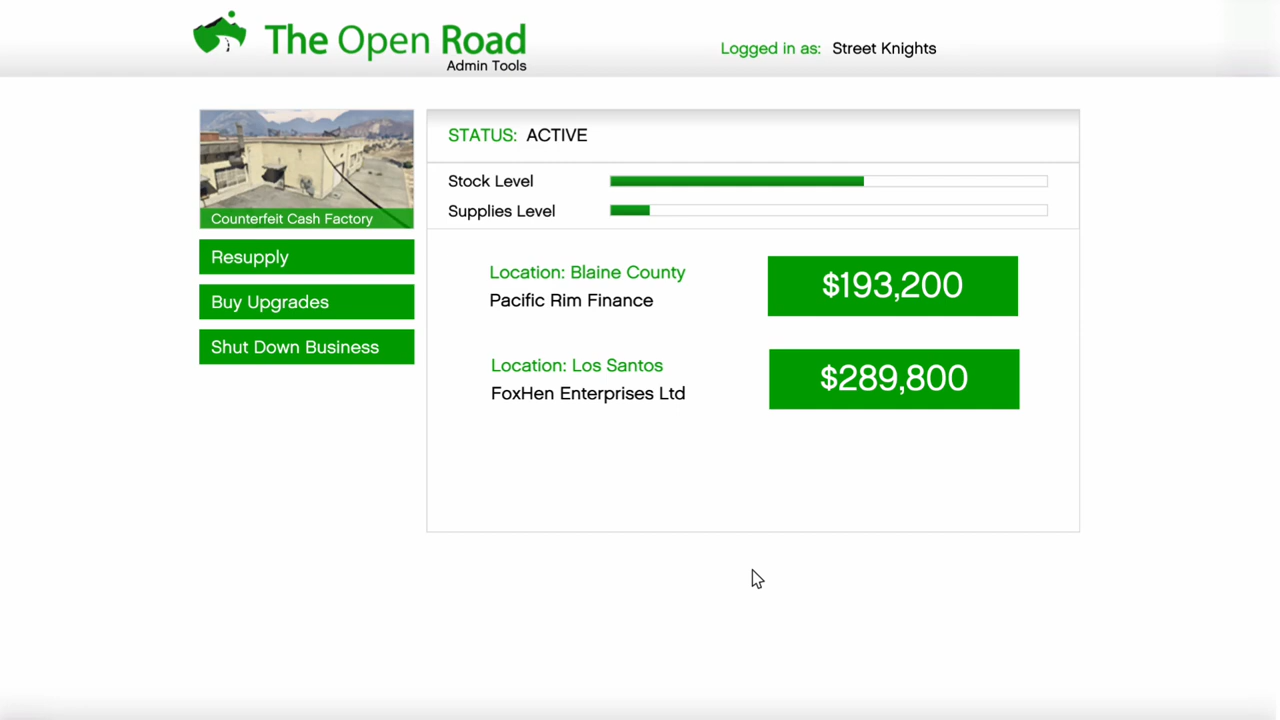 The Open Road
Admin Tools
Logged in as: Street Knights
Counterfeit Cash Factory
Resupply
Buy Upgrades
Shut Down Business
STATUS: ACTIVE
Stock Level
Supplies Level
Location: Blaine County
Pacific Rim Finance
$193,200
Location: Los Santos
FoxHen Enterprises Ltd
$289,800